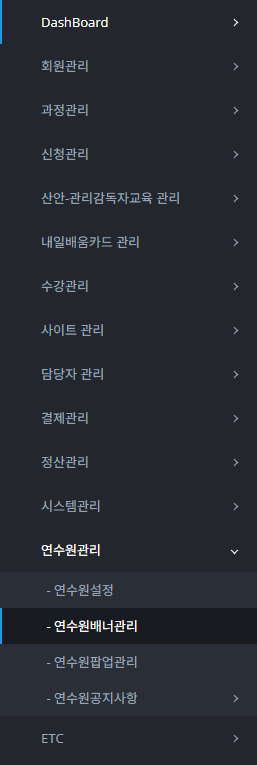 DashBoard
회원관리
과정관리
신청관리
산안-관리감독자교육 관리
내일배움카드 관리
수강관리
사이트 관리
담당자 관리
결제관리
정산관리
시스템관리
연수원관리
- 연수원설정
- 연수원배너관리
- 연수원팝업관리
- 연수원공지사항
ETC